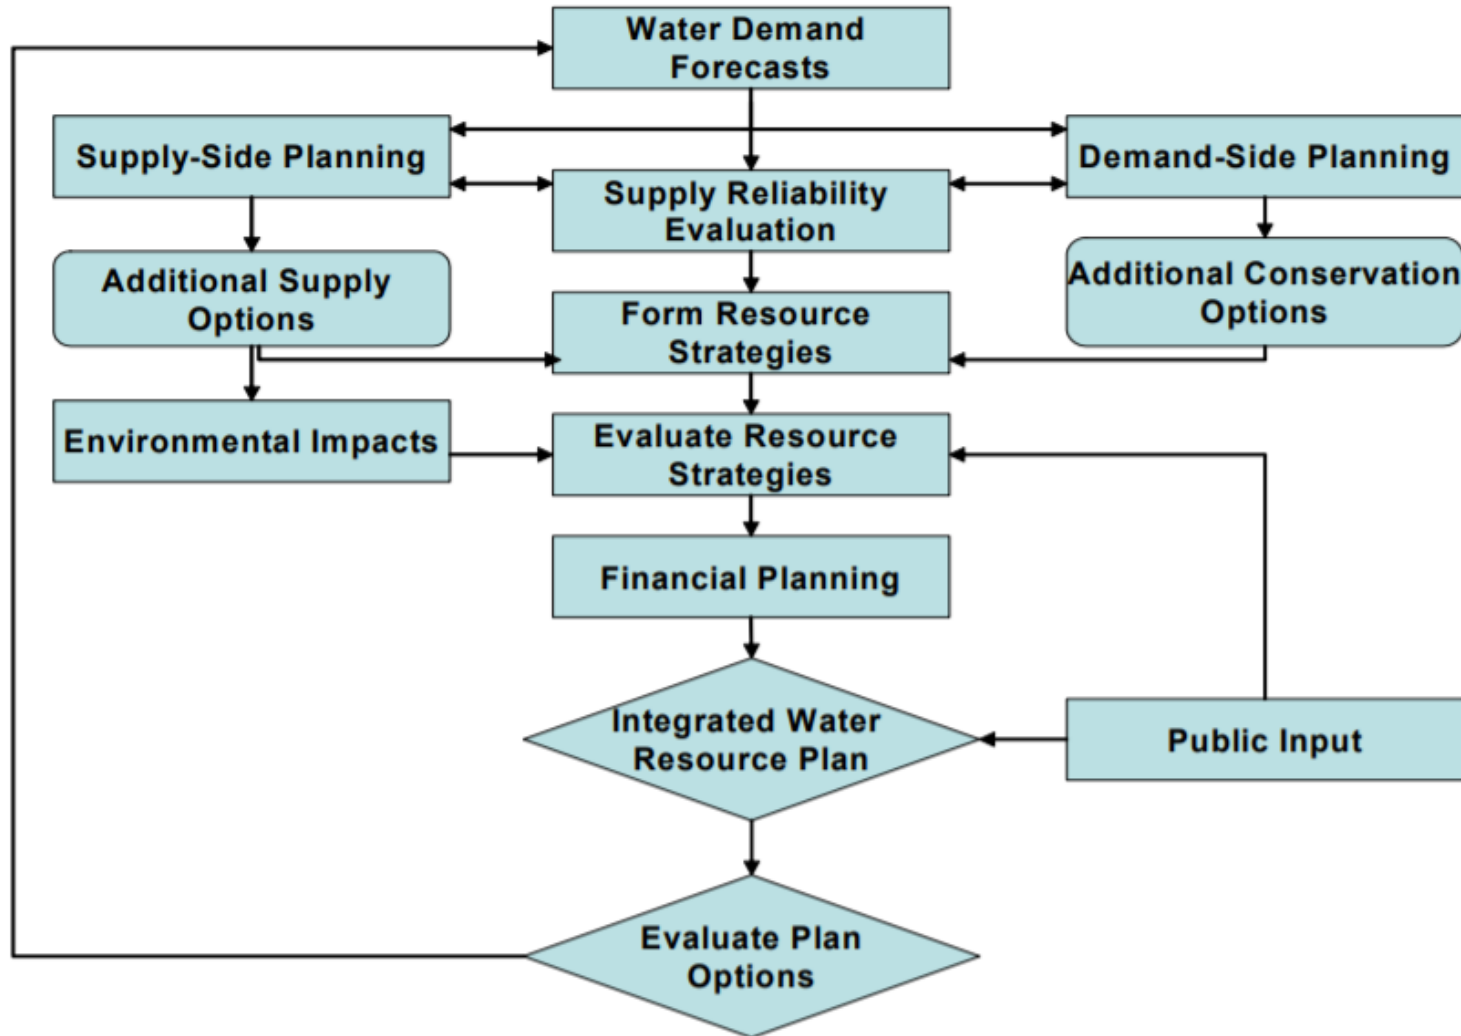 Water Demand
Forecasts
Supply-Side Planning
Demand-Side Planning
Supply Reliability
Evaluation
Additional Supply
Options
Additional Conservation
Options
Form Resource
Strategies
Environmental Impacts
Evaluate Resource
Strategies
Financial Planning
Integrated Water
Resource Plan
Public Input
Evaluate Plan
Options